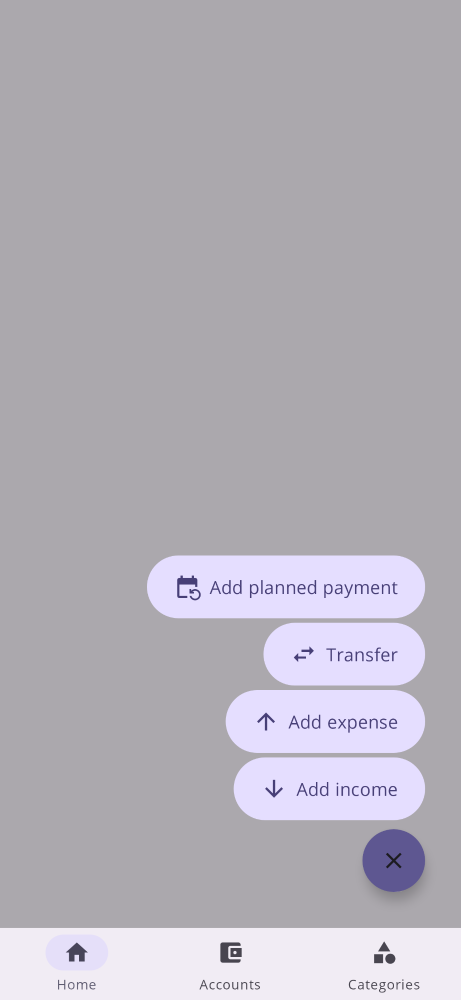 Add planned payment
Transfer
Add expense
Add income
Home
Accounts
Categories